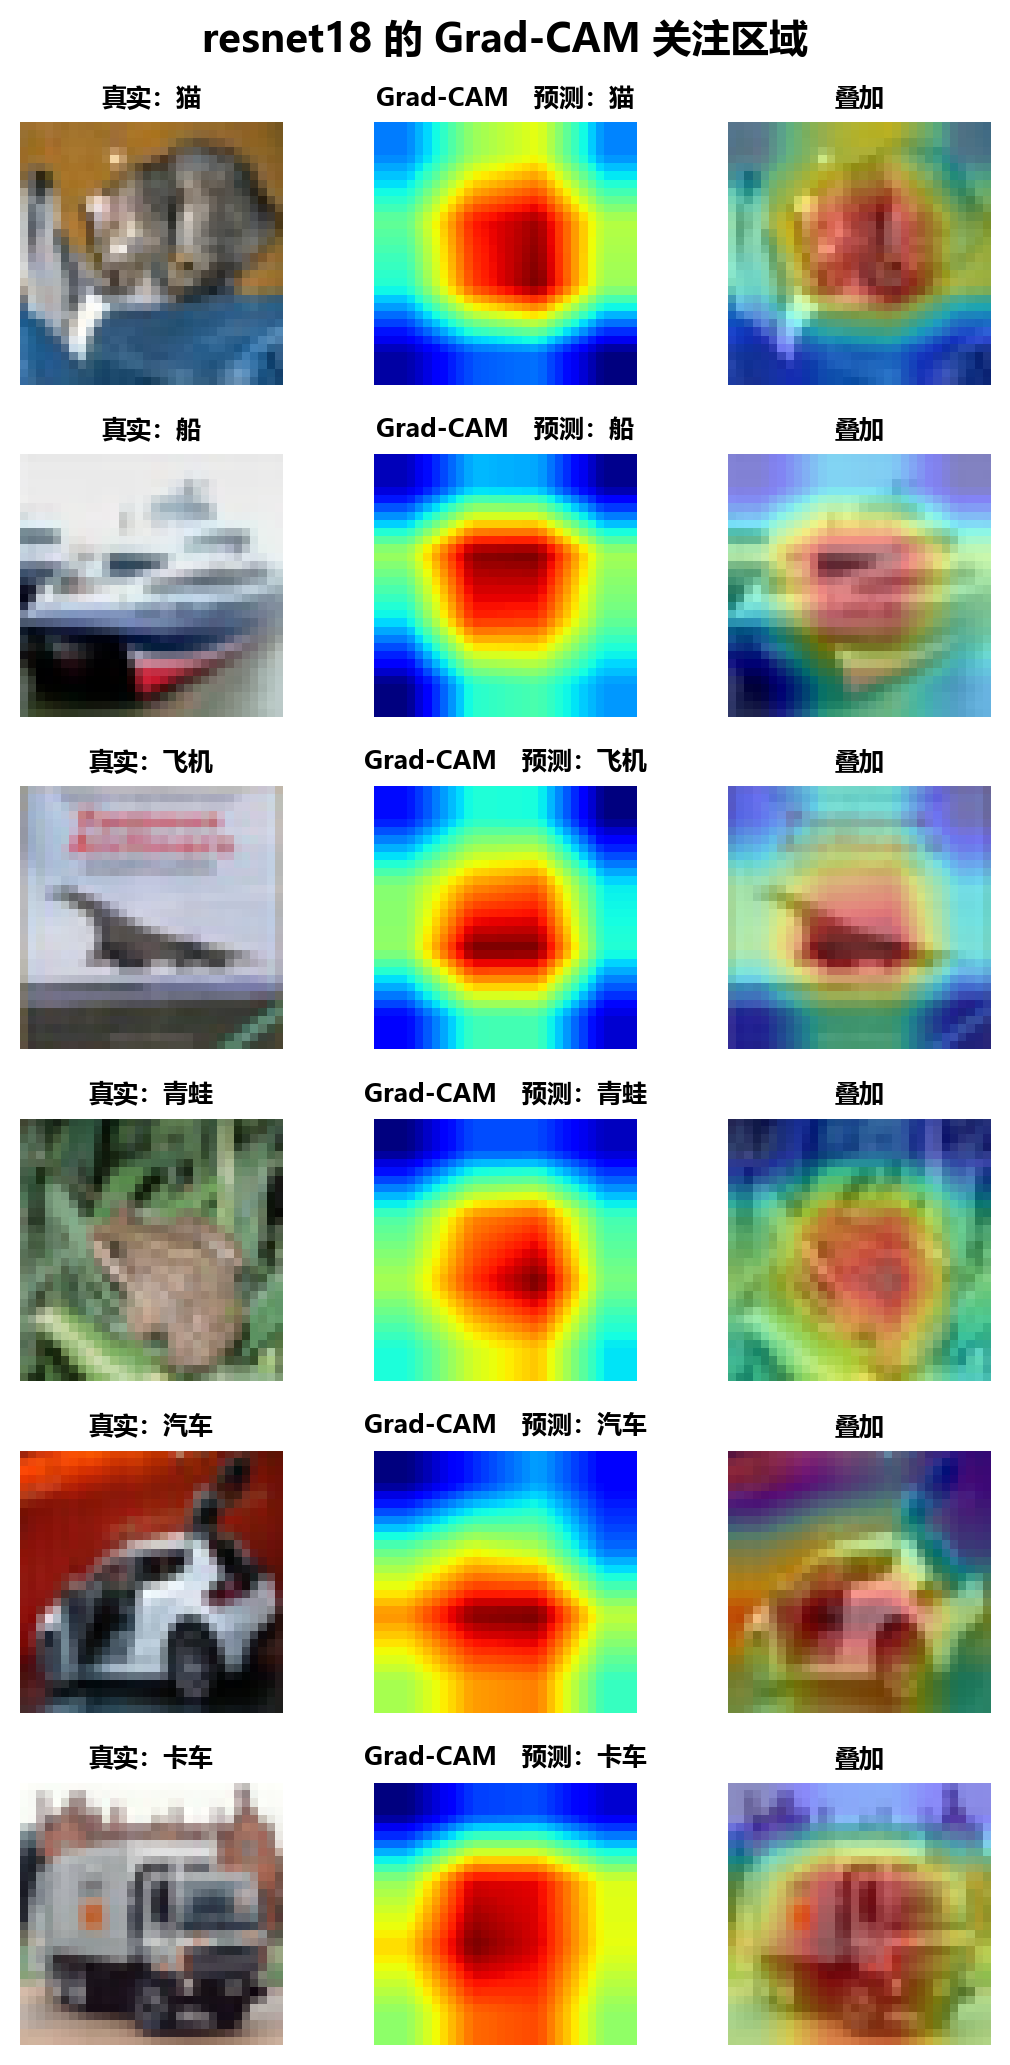 resnet18 的 Grad-CAM 关注区域
真实：猫
Grad-CAM 预测：猫
叠加
真实：船
Grad-CAM 预测：船
叠加
真实：飞机
Grad-CAM 预测：飞机
叠加
真实：青蛙
Grad-CAM 预测：青蛙
叠加
真实：汽车
Grad-CAM 预测：汽车
叠加
真实：卡车
Grad-CAM 预测：卡车
叠加